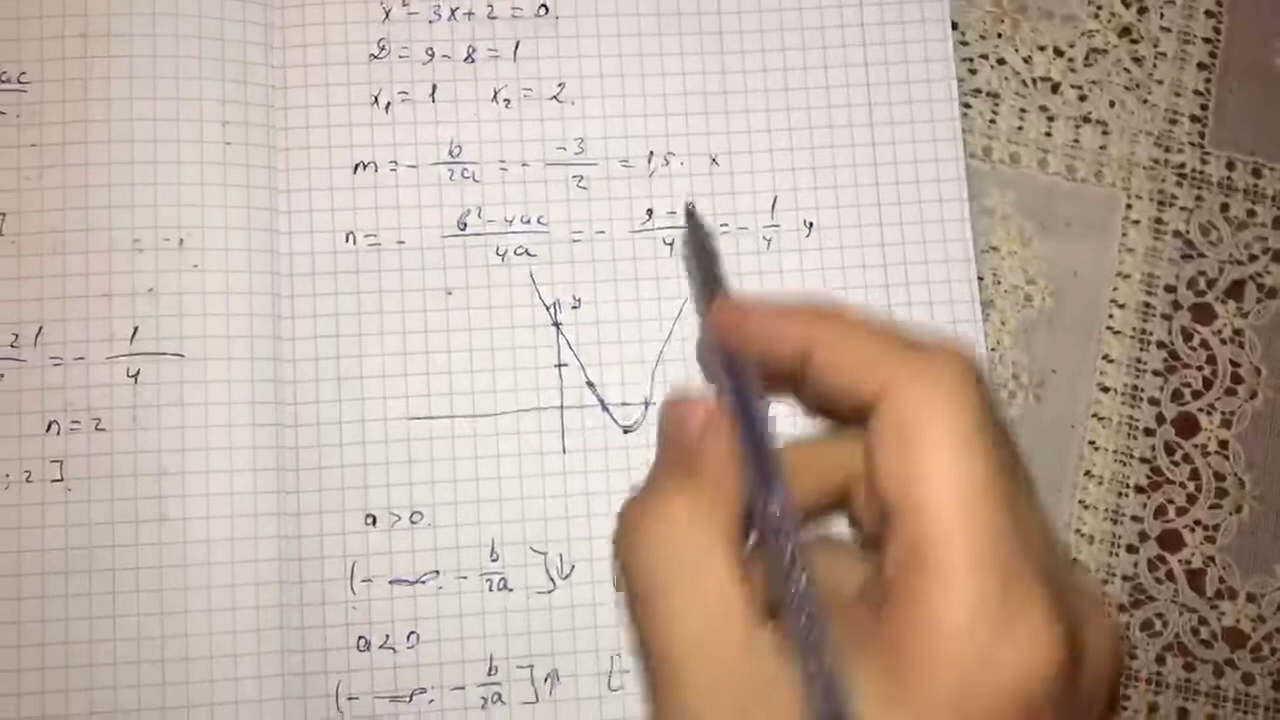 x² - 3x + 2 = 0.
D = 9 - 8 = 1
x₁ = 1 x₂ = 2.
m = - b/2a = - -3/2 = 1,5. x
n = - b² - 4ac/4a = - 9 - /4 = - 1/4 y
y
= - 1/4
n = 2
; 2].
a > 0.
(-∞; - b/2a] ↓
a < 0
(-∞; - b/2a] ↑ [-